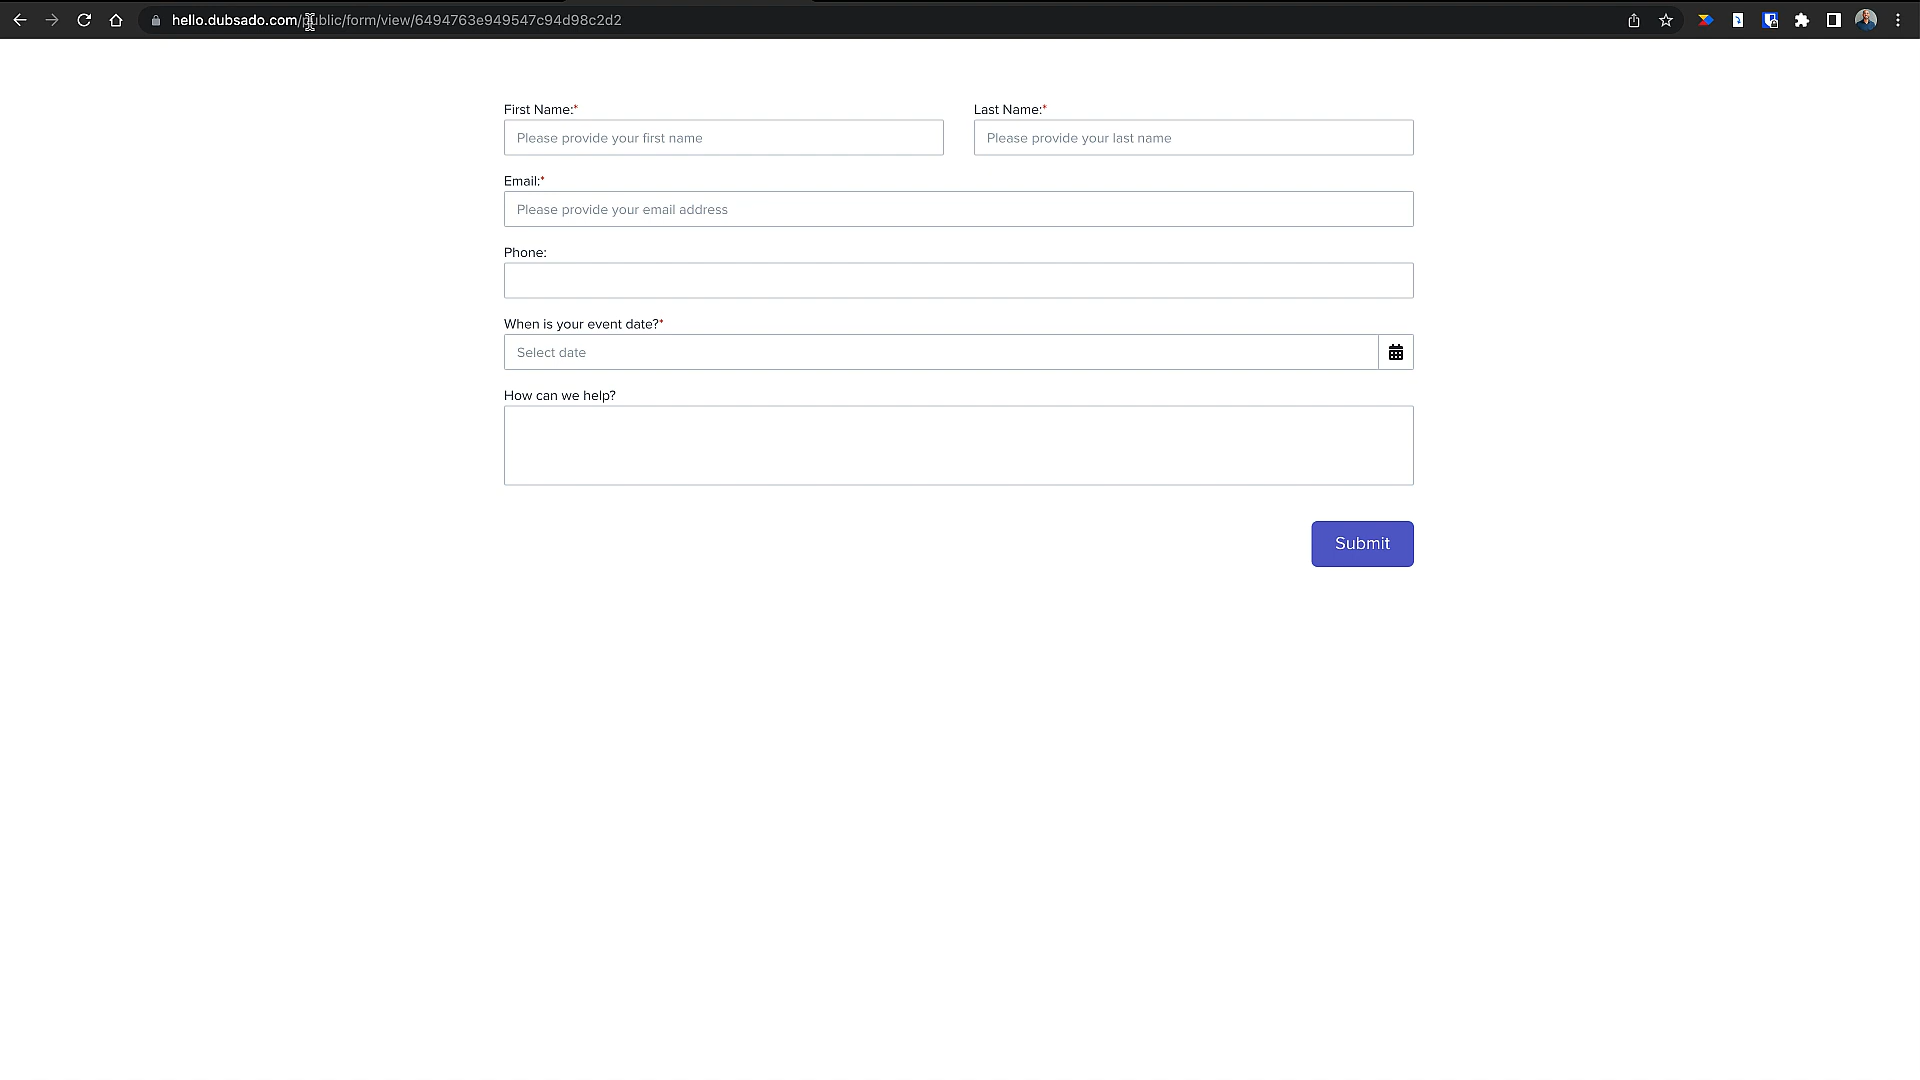 hello.dubsado.com/public/form/view/6494763e949547c94d98c2d2
First Name:* Last Name:*
Please provide your first name Please provide your last name
Email:*
Please provide your email address
Phone:
When is your event date?*
Select date
How can we help?
Submit